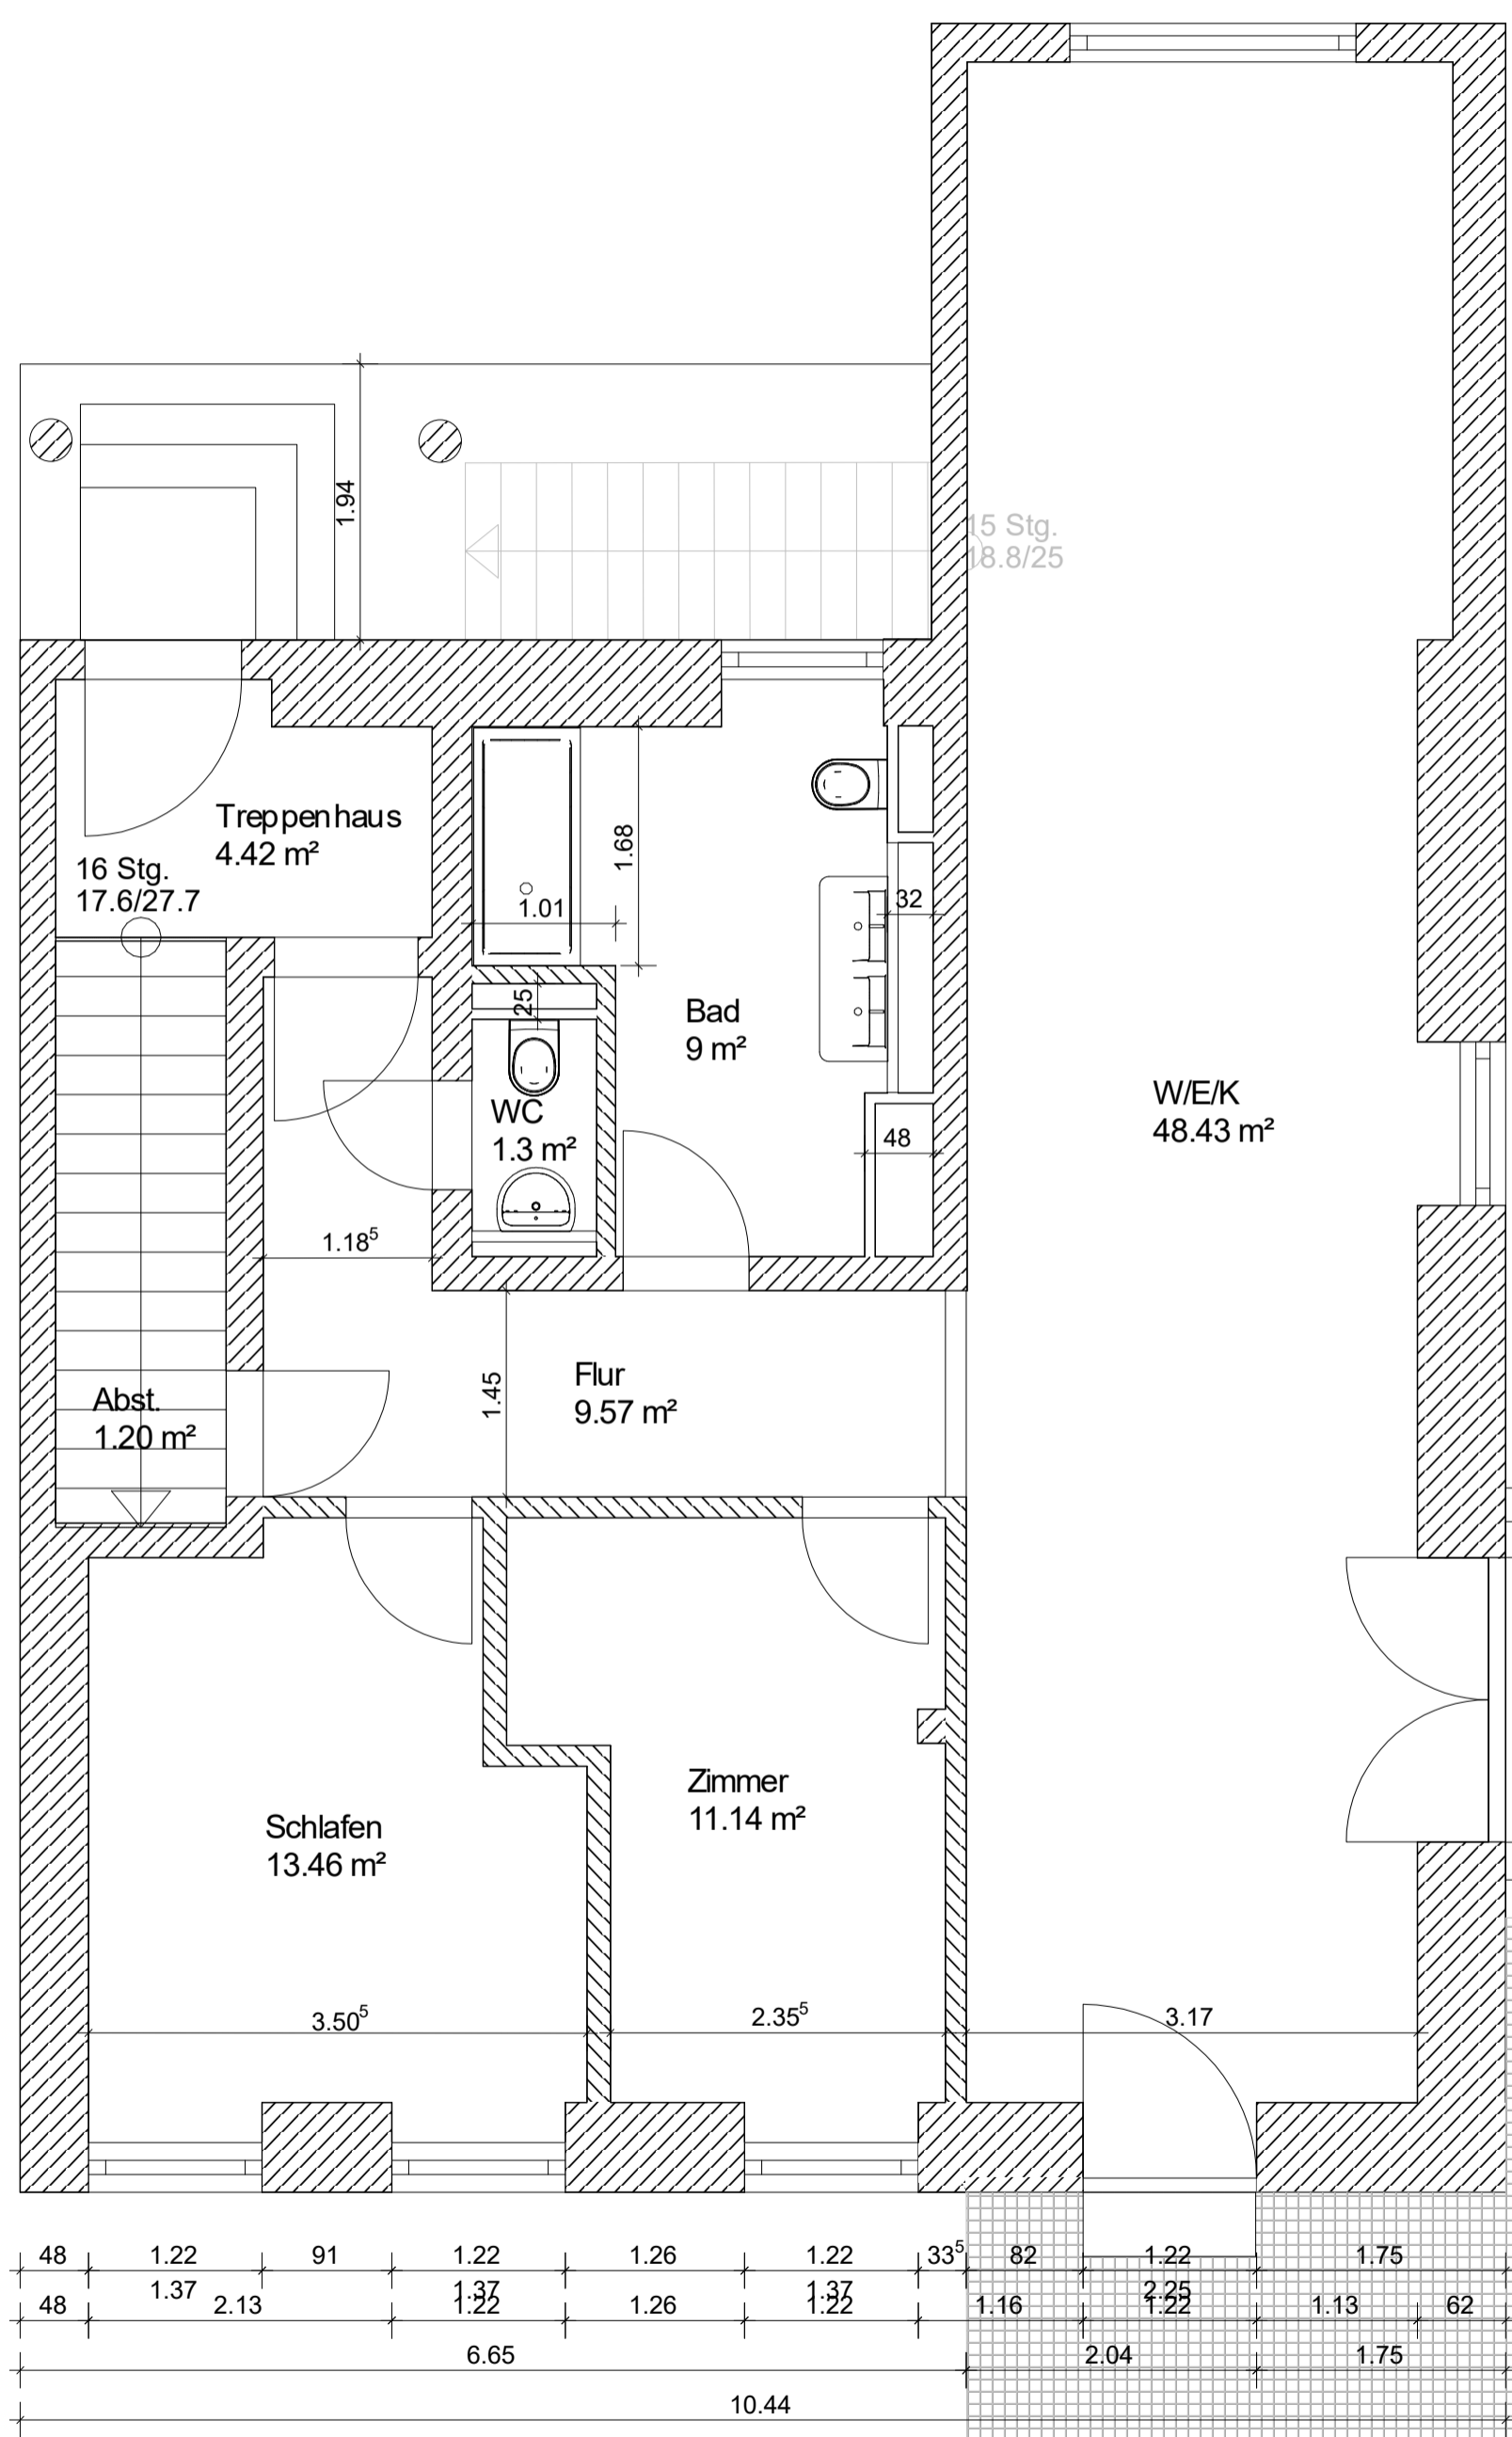 1.94
15 Stg.
18.8/25
Treppenhaus
4.42 m²
16 Stg.
17.6/27.7
1.68
1.01
32
25
Bad
9 m²
WC
1.3 m²
48
W/E/K
48.43 m²
1.18⁵
Flur
9.57 m²
1.45
Abst.
1.20 m²
Zimmer
11.14 m²
Schlafen
13.46 m²
3.50⁵
2.35⁵
3.17
48 1.22 91 1.22 1.26 1.22 33⁵ 82 1.22 1.75
1.37 1.37 1.37 2.25
48 2.13 1.22 1.26 1.22 1.16 1.22 1.13 62
6.65 2.04 1.75
10.44